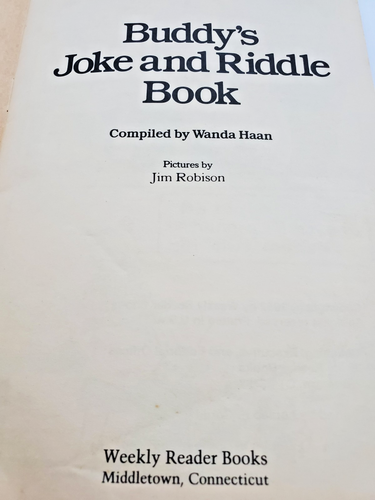 Buddy's
Joke and Riddle
Book
Compiled by Wanda Haan
Pictures by
Jim Robison
Weekly Reader Books
Middletown, Connecticut